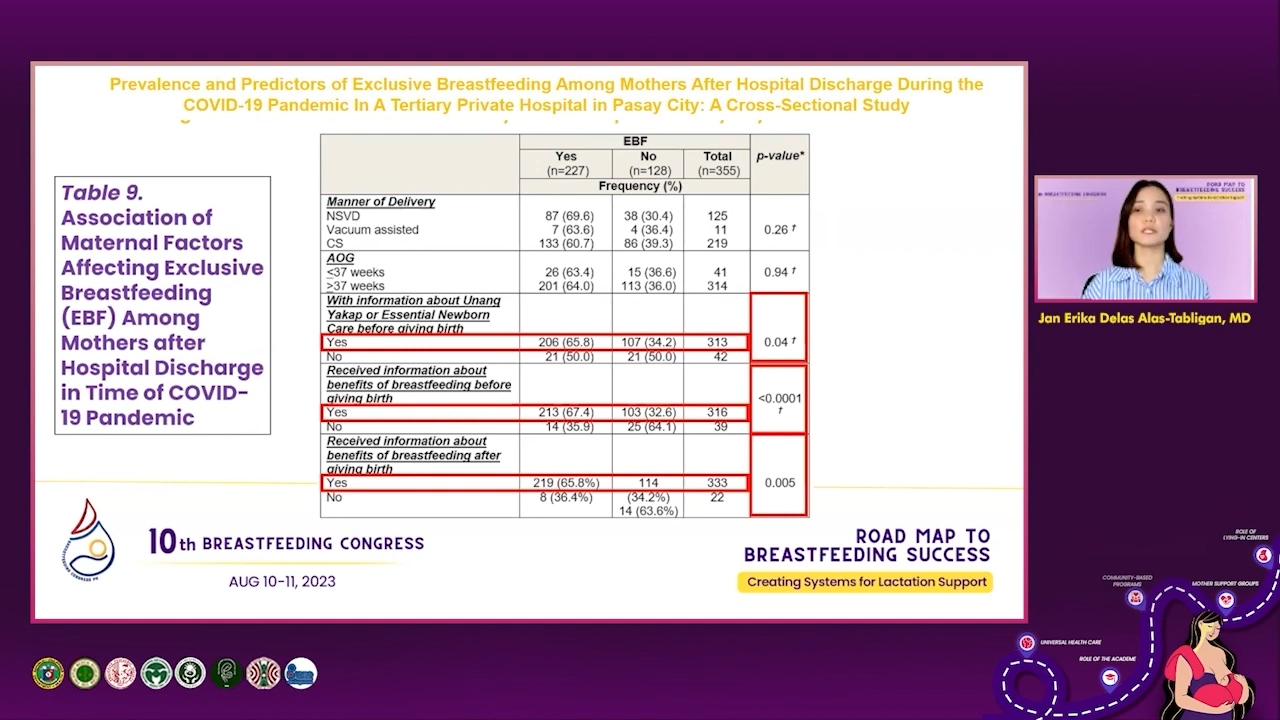 Prevalence and Predictors of Exclusive Breastfeeding Among Mothers After Hospital Discharge During the
COVID-19 Pandemic In A Tertiary Private Hospital in Pasay City: A Cross-Sectional Study
Table 9.
Association of
Maternal Factors
Affecting Exclusive
Breastfeeding
(EBF) Among
Mothers after
Hospital Discharge
in Time of COVID-
19 Pandemic
EBF
Yes No Total p-value*
(n=227) (n=128) (n=355)
Frequency (%)
Manner of Delivery
NSVD 87 (69.6) 38 (30.4) 125
Vacuum assisted 7 (63.6) 4 (36.4) 11 0.26 †
CS 133 (60.7) 86 (39.3) 219
AOG
<37 weeks 26 (63.4) 15 (36.6) 41 0.94 †
>37 weeks 201 (64.0) 113 (36.0) 314
With information about Unang
Yakap or Essential Newborn
Care before giving birth
Yes 206 (65.8) 107 (34.2) 313 0.04 †
No 21 (50.0) 21 (50.0) 42
Received information about
benefits of breastfeeding before
giving birth <0.0001
Yes 213 (67.4) 103 (32.6) 316 †
No 14 (35.9) 25 (64.1) 39
Received information about
benefits of breastfeeding after
giving birth
Yes 219 (65.8%) 114 333 0.005
No 8 (36.4%) (34.2%) 22
14 (63.6%)
10th BREASTFEEDING CONGRESS
AUG 10-11, 2023
ROAD MAP TO
BREASTFEEDING SUCCESS
Creating Systems for Lactation Support
ROAD MAP TO
BREASTFEEDING SUCCESS
Jan Erika Delas Alas-Tabligan, MD
ROLE OF
LYING-IN CENTERS
COMMUNITY-BASED
PROGRAMS
MOTHER SUPPORT GROUPS
UNIVERSAL HEALTH CARE
ROLE OF THE ACADEME